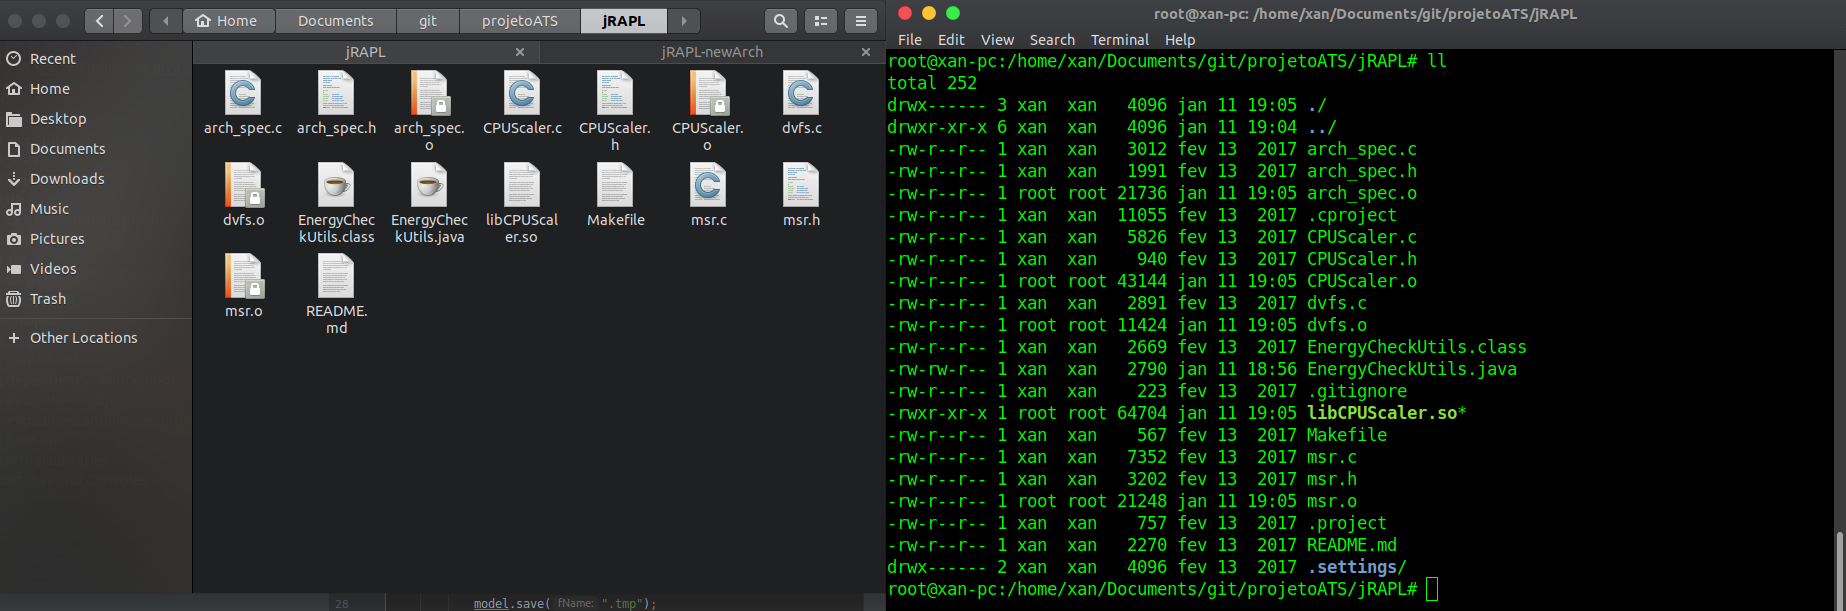 Home
Documents
git
projetoATS
jRAPL
Recent
Home
Desktop
Documents
Downloads
Music
Pictures
Videos
Trash
Other Locations
jRAPL
jRAPL-newArch
arch_spec.c
arch_spec.h
arch_spec.
o
CPUScaler.c
CPUScaler.
h
CPUScaler.
o
dvfs.c
dvfs.o
EnergyChec
kUtils.class
EnergyChec
kUtils.java
libCPUScal
er.so
Makefile
msr.c
msr.h
msr.o
README.
md
28 model.save( fName: ".tmp");
root@xan-pc: /home/xan/Documents/git/projetoATS/jRAPL
File Edit View Search Terminal Help
root@xan-pc:/home/xan/Documents/git/projetoATS/jRAPL# ll
total 252
drwx------ 3 xan  xan   4096 jan 11 19:05 ./
drwxr-xr-x 6 xan  xan   4096 jan 11 19:04 ../
-rw-r--r-- 1 xan  xan   3012 fev 13  2017 arch_spec.c
-rw-r--r-- 1 xan  xan   1991 fev 13  2017 arch_spec.h
-rw-r--r-- 1 root root 21736 jan 11 19:05 arch_spec.o
-rw-r--r-- 1 xan  xan  11055 fev 13  2017 .cproject
-rw-r--r-- 1 xan  xan   5826 fev 13  2017 CPUScaler.c
-rw-r--r-- 1 xan  xan    940 fev 13  2017 CPUScaler.h
-rw-r--r-- 1 root root 43144 jan 11 19:05 CPUScaler.o
-rw-r--r-- 1 xan  xan   2891 fev 13  2017 dvfs.c
-rw-r--r-- 1 root root 11424 jan 11 19:05 dvfs.o
-rw-r--r-- 1 xan  xan   2669 fev 13  2017 EnergyCheckUtils.class
-rw-rw-r-- 1 xan  xan   2790 jan 11 18:56 EnergyCheckUtils.java
-rw-r--r-- 1 xan  xan    223 fev 13  2017 .gitignore
-rwxr-xr-x 1 root root 64704 jan 11 19:05 libCPUScaler.so*
-rw-r--r-- 1 xan  xan    567 fev 13  2017 Makefile
-rw-r--r-- 1 xan  xan   7352 fev 13  2017 msr.c
-rw-r--r-- 1 xan  xan   3202 fev 13  2017 msr.h
-rw-r--r-- 1 root root 21248 jan 11 19:05 msr.o
-rw-r--r-- 1 xan  xan    757 fev 13  2017 .project
-rw-r--r-- 1 xan  xan   2270 fev 13  2017 README.md
drwx------ 2 xan  xan   4096 fev 13  2017 .settings/
root@xan-pc:/home/xan/Documents/git/projetoATS/jRAPL#